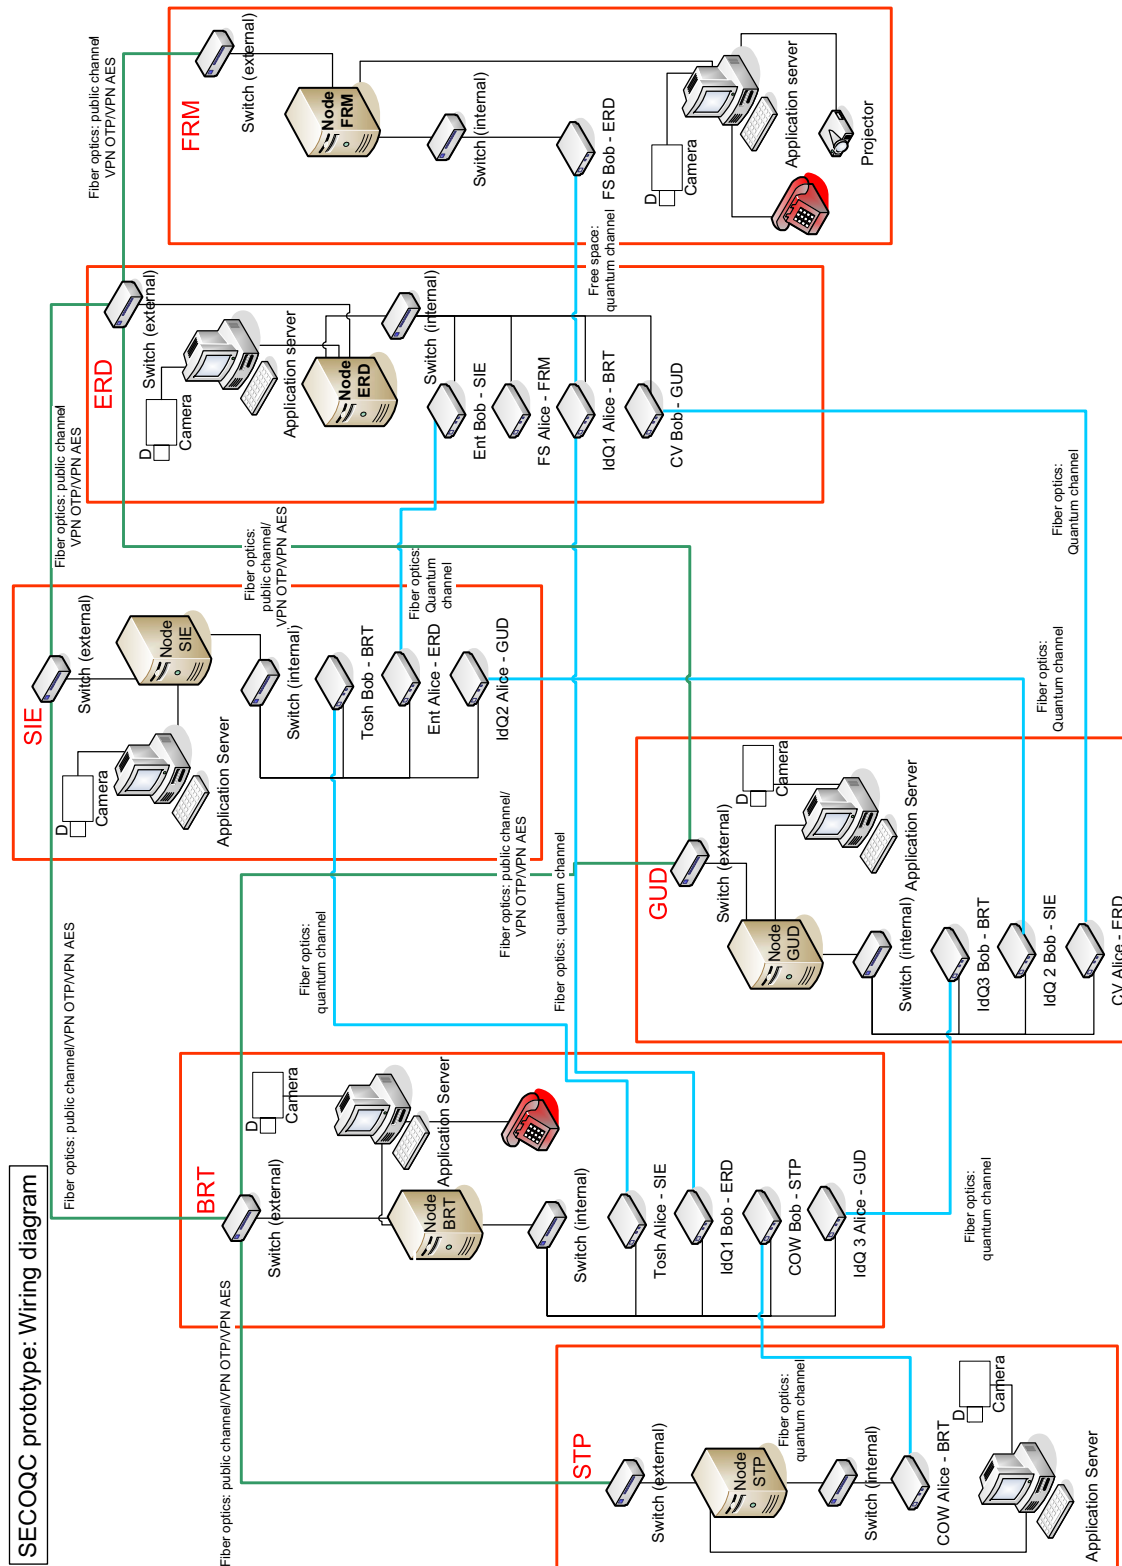 SECOQC prototype: Wiring diagram
STP
Switch (external)
Node
STP
Fiber optics:
quantum channel
Switch (internal)
COW Alice - BRT
D
Camera
Application Server
Fiber optics: public channel/VPN OTP/VPN AES
BRT
Switch (external)
D
Camera
Application Server
Node
BRT
Switch (internal)
Tosh Alice - SIE
IdQ1 Bob - ERD
COW Bob - STP
IdQ 3 Alice - GUD
Fiber optics:
quantum channel
Fiber optics: public channel/VPN OTP/VPN AES
Fiber optics:
quantum channel
Fiber optics: public channel/
VPN OTP/VPN AES
Fiber optics: quantum channel
SIE
Switch (external)
D
Camera
Application Server
Node
SIE
Switch (internal)
Tosh Bob - BRT
Ent Alice - ERD
IdQ2 Alice - GUD
GUD
Switch (external)
D
Camera
Application Server
Node
GUD
Switch (internal)
IdQ3 Bob - BRT
IdQ 2 Bob - SIE
CV Alice - ERD
Fiber optics:
Quantum channel
Fiber optics:
Quantum channel
Fiber optics: public channel
VPN OTP/VPN AES
Fiber optics:
public channel/
VPN OTP/VPN AES
Fiber optics:
Quantum
channel
ERD
Switch (external)
D
Camera
Application server
Node
ERD
Switch (internal)
Ent Bob - SIE
FS Alice - FRM
IdQ1 Alice - BRT
CV Bob - GUD
Free space:
quantum channel
Fiber optics: public channel
VPN OTP/VPN AES
FRM
Switch (external)
Node
FRM
Switch (internal)
FS Bob - ERD
D
Camera
Application server
Projector